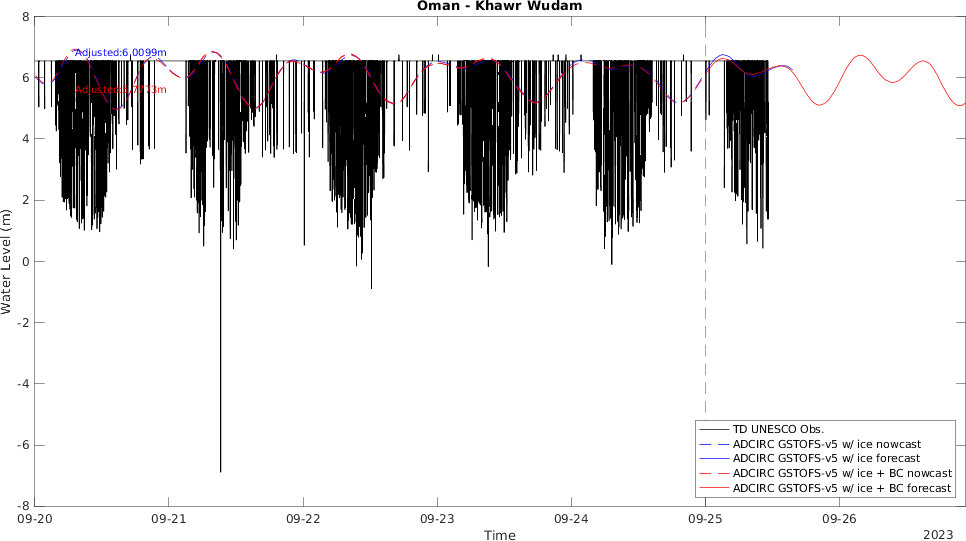 Oman - Khawr Wudam
8
6
4
2
0
-2
-4
-6
-8
Water Level (m)
Adjusted:6.0099m
Adjusted:5.7773m
TD UNESCO Obs.
ADCIRC GSTOFS-v5 w/ ice nowcast
ADCIRC GSTOFS-v5 w/ ice forecast
ADCIRC GSTOFS-v5 w/ ice + BC nowcast
ADCIRC GSTOFS-v5 w/ ice + BC forecast
09-20 09-21 09-22 09-23 09-24 09-25 09-26
Time
2023